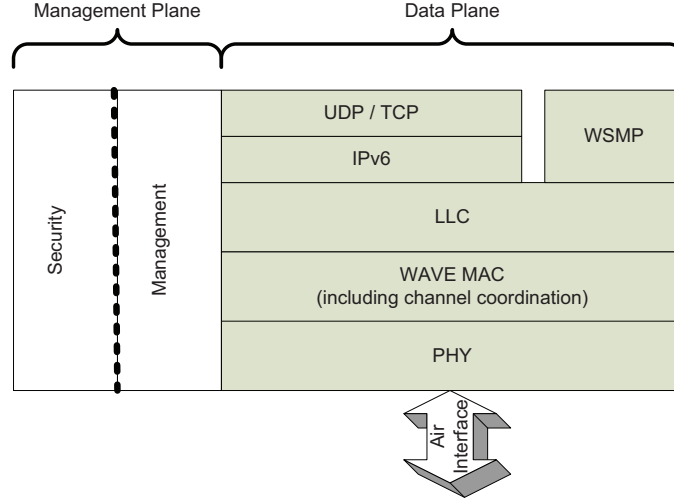 Management Plane
Data Plane
UDP / TCP
WSMP
IPv6
Security
Management
LLC
WAVE MAC
(including channel coordination)
PHY
Air
Interface